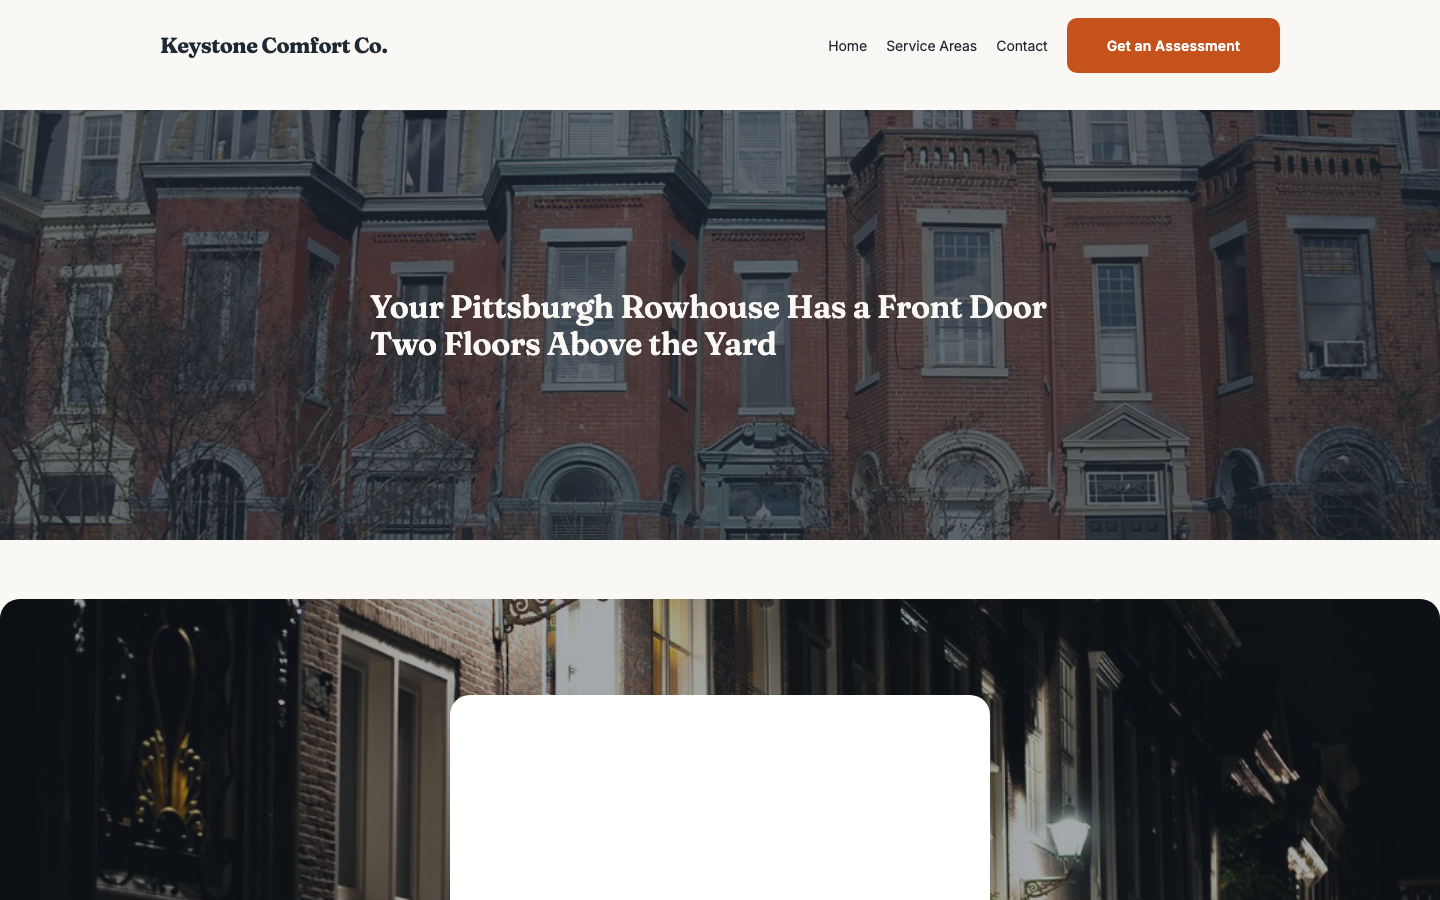 Keystone Comfort Co.
Home
Service Areas
Contact
Get an Assessment
Your Pittsburgh Rowhouse Has a Front Door
Two Floors Above the Yard